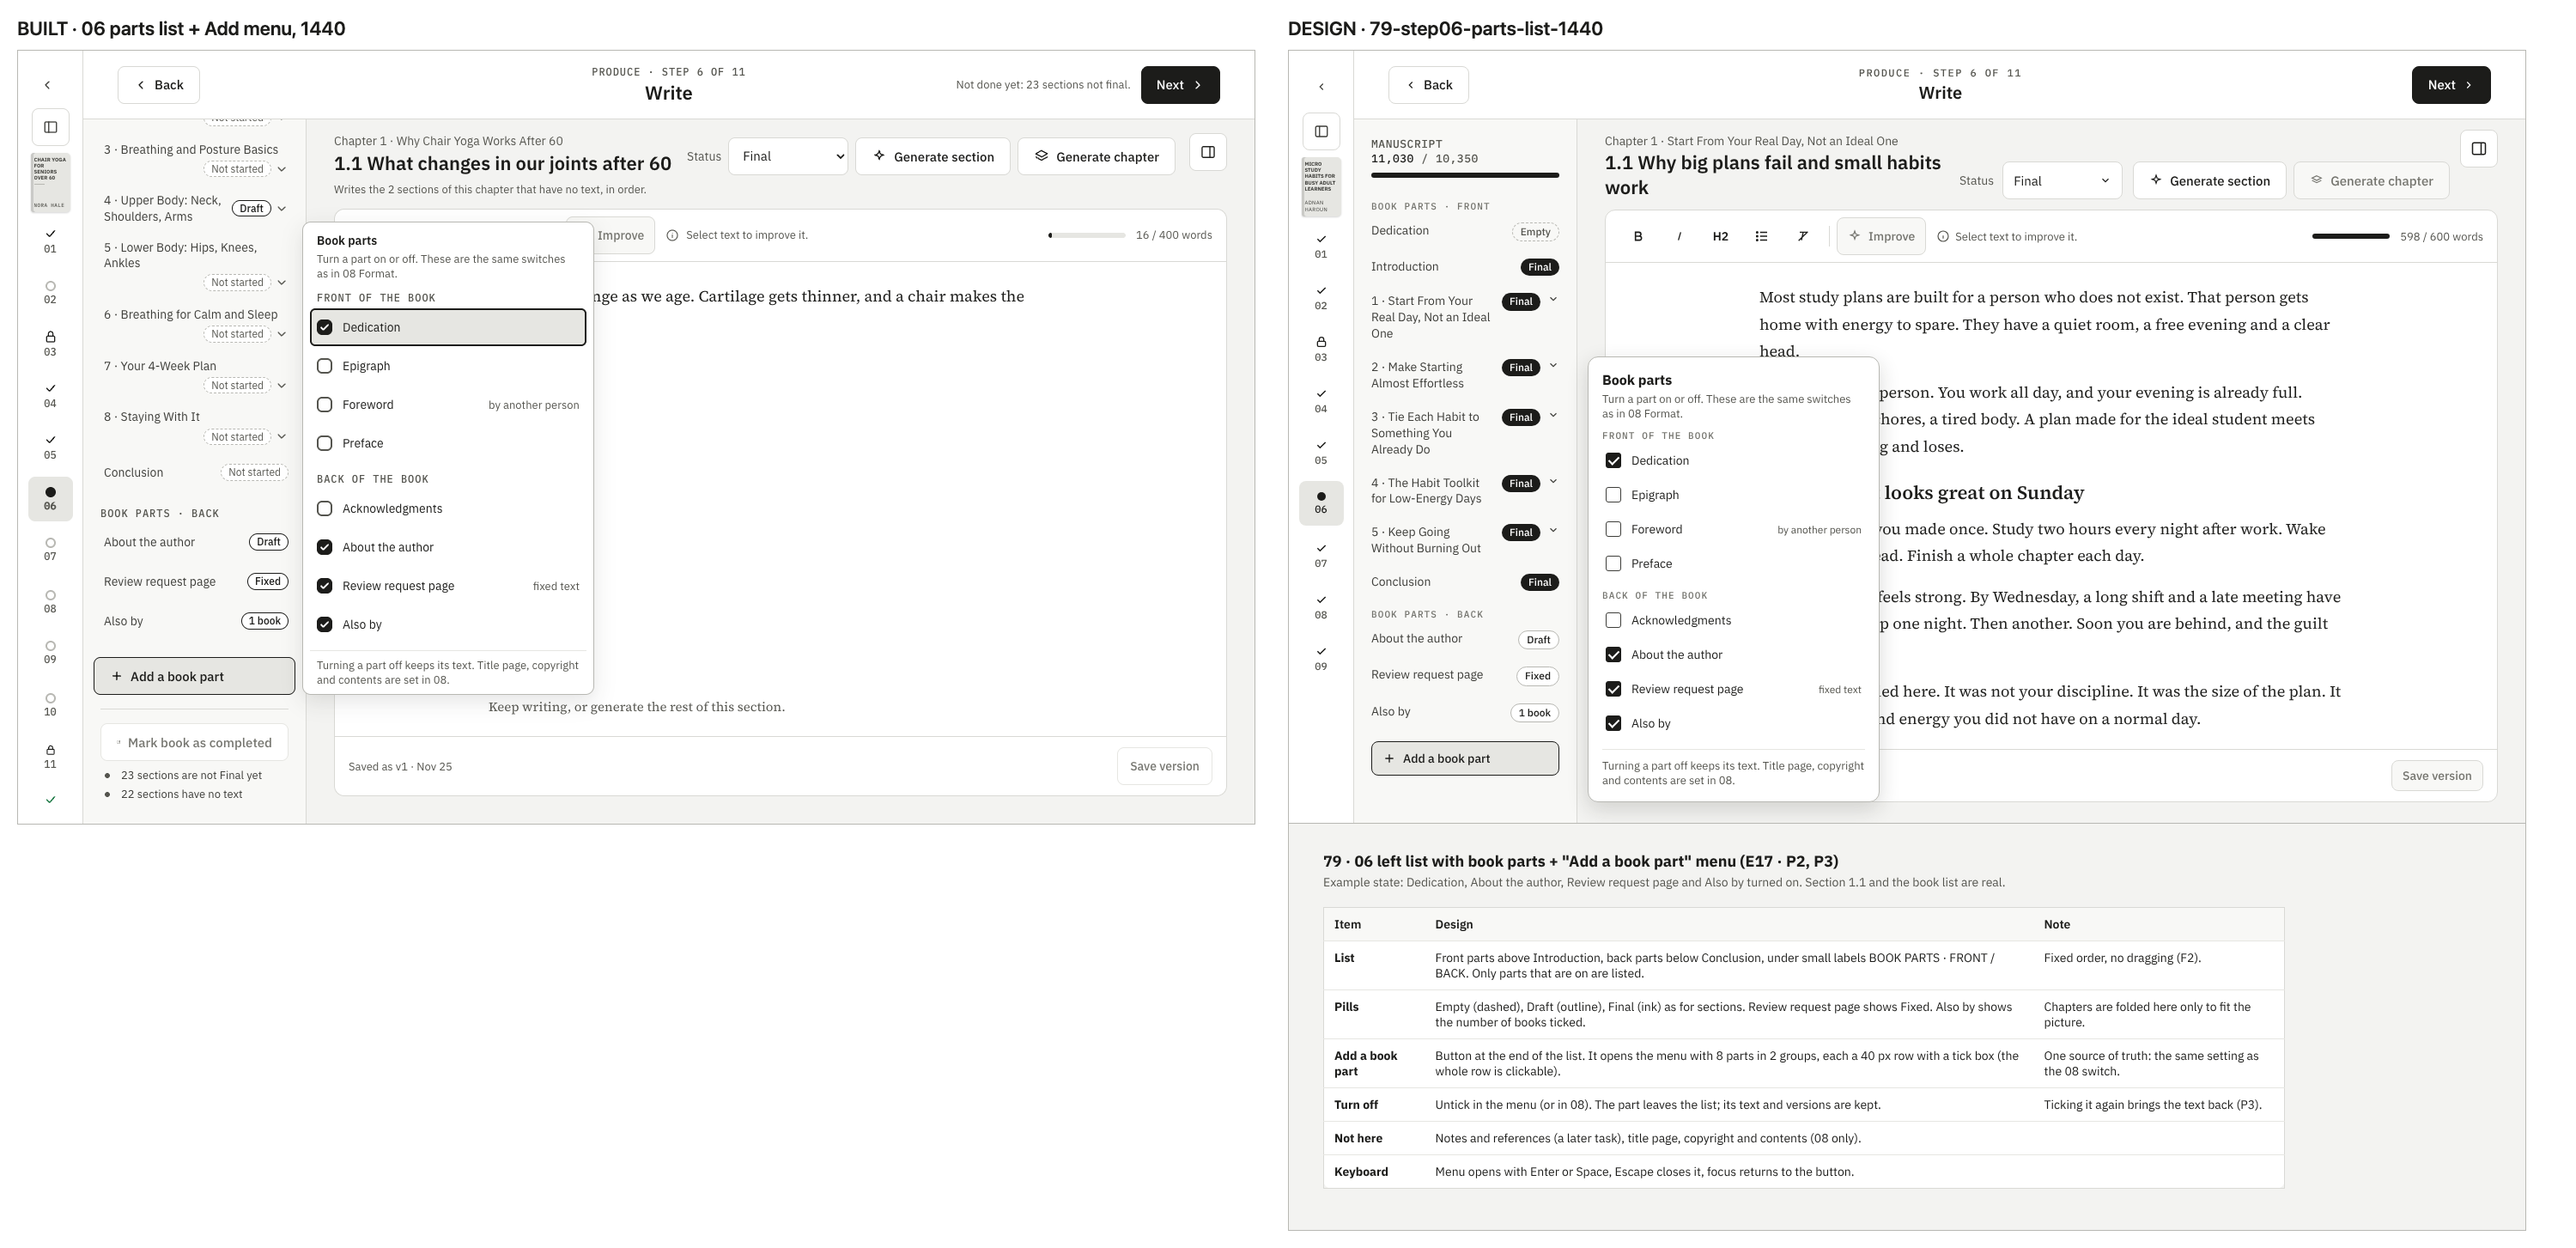 BUILT · 06 parts list + Add menu, 1440
Back
PRODUCE · STEP 6 OF 11
Write
Not done yet: 23 sections not final.
Next
CHAIR YOGA
FOR
SENIORS
OVER 60
NORA HALE
01
02
03
04
05
06
07
08
09
10
11
3 · Breathing and Posture Basics
Not started
4 · Upper Body: Neck,
Shoulders, Arms
Draft
5 · Lower Body: Hips, Knees,
Ankles
Not started
6 · Breathing for Calm and Sleep
Not started
7 · Your 4-Week Plan
Not started
8 · Staying With It
Not started
Conclusion
Not started
BOOK PARTS · BACK
About the author
Draft
Review request page
Fixed
Also by
1 book
+ Add a book part
Mark book as completed
• 23 sections are not Final yet
• 22 sections have no text
Chapter 1 · Why Chair Yoga Works After 60
1.1 What changes in our joints after 60
Status
Final
Generate section
Generate chapter
Writes the 2 sections of this chapter that have no text, in order.
Improve
Select text to improve it.
16 / 400 words
nge as we age. Cartilage gets thinner, and a chair makes the
Book parts
Turn a part on or off. These are the same switches
as in 08 Format.
FRONT OF THE BOOK
Dedication
Epigraph
Foreword
by another person
Preface
BACK OF THE BOOK
Acknowledgments
About the author
Review request page
fixed text
Also by
Turning a part off keeps its text. Title page, copyright
and contents are set in 08.
Keep writing, or generate the rest of this section.
Saved as v1 · Nov 25
Save version
DESIGN · 79-step06-parts-list-1440
Back
PRODUCE · STEP 6 OF 11
Write
Next
MICRO
STUDY
HABITS FOR
BUSY ADULT
LEARNERS
ADNAN
HAROUN
01
02
03
04
05
06
07
08
09
MANUSCRIPT
11,030 / 10,350
BOOK PARTS · FRONT
Dedication
Empty
Introduction
Final
1 · Start From Your
Real Day, Not an Ideal
One
Final
2 · Make Starting
Almost Effortless
Final
3 · Tie Each Habit to
Something You
Already Do
Final
4 · The Habit Toolkit
for Low-Energy Days
Final
5 · Keep Going
Without Burning Out
Final
Conclusion
Final
BOOK PARTS · BACK
About the author
Draft
Review request page
Fixed
Also by
1 book
+ Add a book part
Chapter 1 · Start From Your Real Day, Not an Ideal One
1.1 Why big plans fail and small habits
work
Status
Final
Generate section
Generate chapter
B
I
H2
Improve
Select text to improve it.
598 / 600 words
Most study plans are built for a person who does not exist. That person gets
home with energy to spare. They have a quiet room, a free evening and a clear
head.
person. You work all day, and your evening is already full.
hores, a tired body. A plan made for the ideal student meets
g and loses.
looks great on Sunday
you made once. Study two hours every night after work. Wake
ead. Finish a whole chapter each day.
feels strong. By Wednesday, a long shift and a late meeting have
p one night. Then another. Soon you are behind, and the guilt
ed here. It was not your discipline. It was the size of the plan. It
nd energy you did not have on a normal day.
Book parts
Turn a part on or off. These are the same switches
as in 08 Format.
FRONT OF THE BOOK
Dedication
Epigraph
Foreword
by another person
Preface
BACK OF THE BOOK
Acknowledgments
About the author
Review request page
fixed text
Also by
Turning a part off keeps its text. Title page, copyright
and contents are set in 08.
Save version
79 · 06 left list with book parts + "Add a book part" menu (E17 · P2, P3)
Example state: Dedication, About the author, Review request page and Also by turned on. Section 1.1 and the book list are real.
Item
Design
Note
List
Front parts above Introduction, back parts below Conclusion, under small labels BOOK PARTS · FRONT /
BACK. Only parts that are on are listed.
Fixed order, no dragging (F2).
Pills
Empty (dashed), Draft (outline), Final (ink) as for sections. Review request page shows Fixed. Also by shows
the number of books ticked.
Chapters are folded here only to fit the
picture.
Add a book
part
Button at the end of the list. It opens the menu with 8 parts in 2 groups, each a 40 px row with a tick box (the
whole row is clickable).
One source of truth: the same setting as
the 08 switch.
Turn off
Untick in the menu (or in 08). The part leaves the list; its text and versions are kept.
Ticking it again brings the text back (P3).
Not here
Notes and references (a later task), title page, copyright and contents (08 only).
Keyboard
Menu opens with Enter or Space, Escape closes it, focus returns to the button.